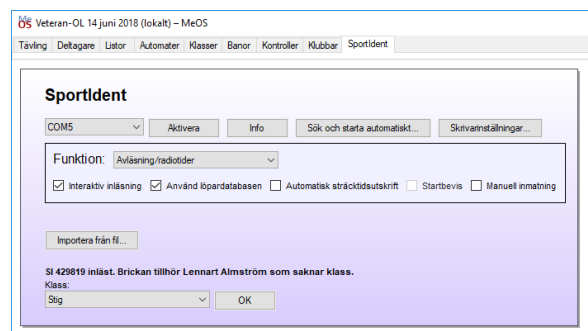 MeOS Veteran-OL 14 juni 2018 (lokalt) – MeOS
Tävling Deltagare Listor Automater Klasser Banor Kontroller Klubbar SportIdent
SportIdent
COM5 Aktivera Info Sök och starta automatiskt... Skrivarinställningar...
Funktion: Avläsning/radiotider
Interaktiv inläsning Använd löpardatabasen Automatisk sträcktidsutskrift Startbevis Manuell inmatning
Importera från fil...
SI 429819 inläst. Brickan tillhör Lennart Almström som saknar klass.
Klass:
Stig OK